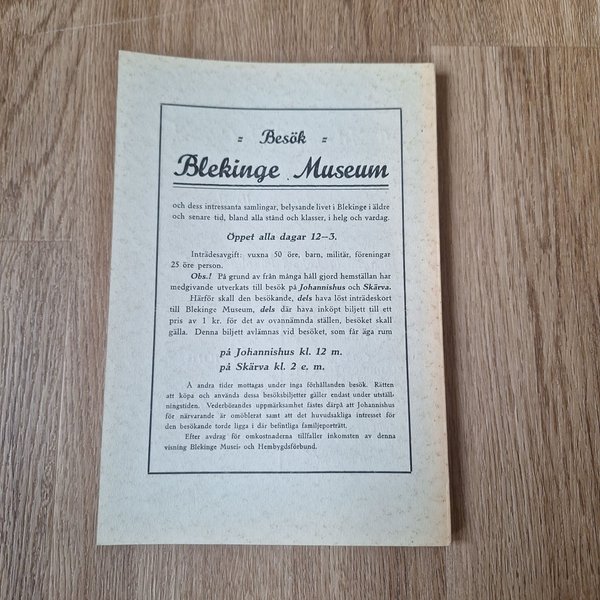 = Besök =
Blekinge Museum
och dess intressanta samlingar, belysande livet i Blekinge i äldre
och senare tid, bland alla stånd och klasser, i helg och vardag.
Öppet alla dagar 12—3.
Inträdesavgift: vuxna 50 öre, barn, militär, föreningar
25 öre person.
Obs.! På grund av från många håll gjord hemställan har
medgivande utverkats till besök på Johannishus och Skärva.
Härför skall den besökande, dels hava löst inträdeskort
till Blekinge Museum, dels där hava inköpt biljett till ett
pris av 1 kr. för det av ovannämnda ställen, besöket skall
gälla. Denna biljett avlämnas vid besöket, som får äga rum
på Johannishus kl. 12 m.
på Skärva kl. 2 e. m.
Å andra tider mottagas under inga förhållanden besök. Rätten
att köpa och använda dessa besöksbiljetter gäller endast under utställ-
ningstiden. Vederbörandes uppmärksamhet fästes därpå att Johannishus
för närvarande är omöblerat samt att det huvudsakliga intresset för
den besökande torde ligga i där befintliga familjeporträtt.
Efter avdrag för omkostnaderna tillfaller inkomsten av denna
visning Blekinge Musei- och Hembygdsförbund.